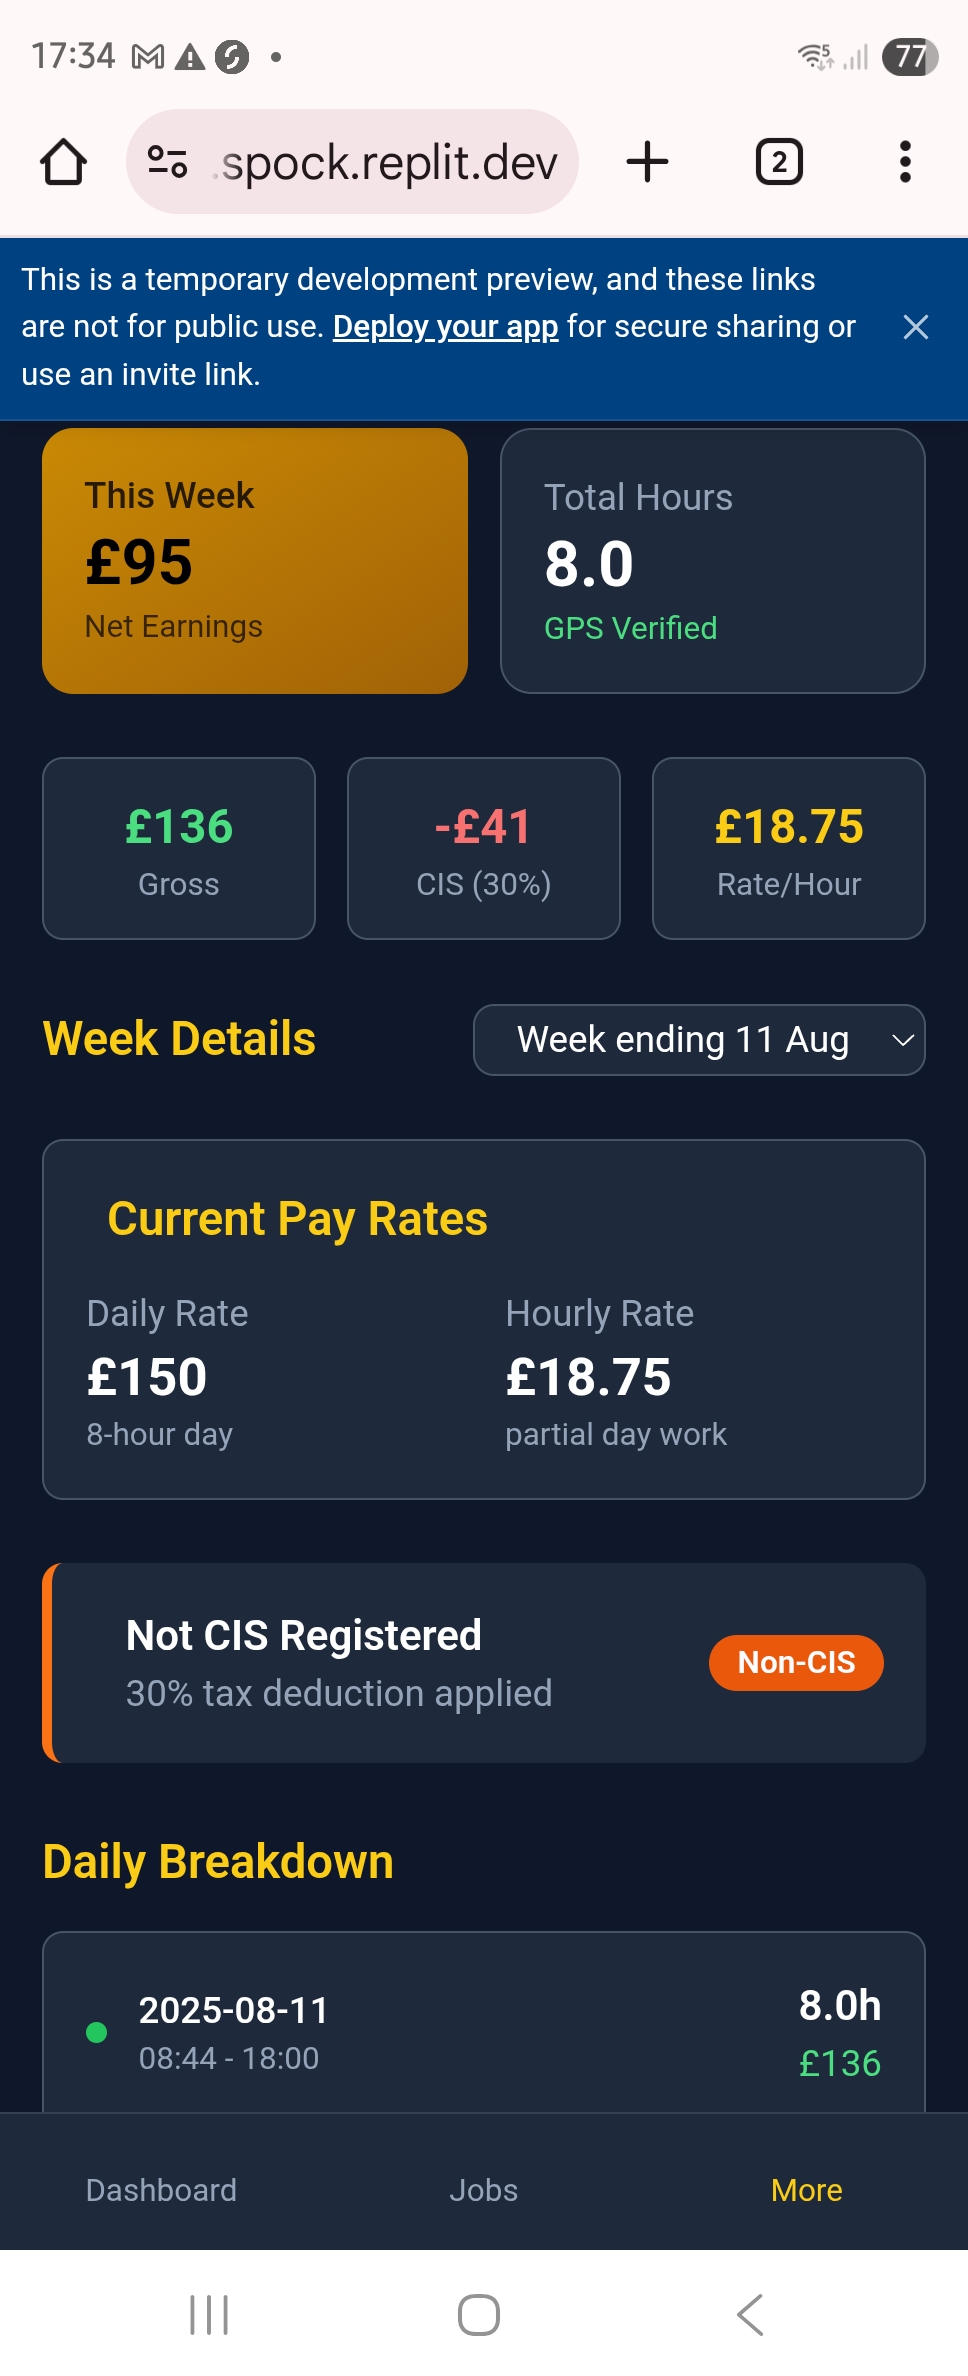 17:34
5
77
.spock.replit.dev
2
This is a temporary development preview, and these links
are not for public use. Deploy your app for secure sharing or
use an invite link.
This Week
£95
Net Earnings
Total Hours
8.0
GPS Verified
£136
Gross
-£41
CIS (30%)
£18.75
Rate/Hour
Week Details
Week ending 11 Aug
Current Pay Rates
Daily Rate
£150
8-hour day
Hourly Rate
£18.75
partial day work
Not CIS Registered
30% tax deduction applied
Non-CIS
Daily Breakdown
2025-08-11
08:44 - 18:00
8.0h
£136
Dashboard
Jobs
More